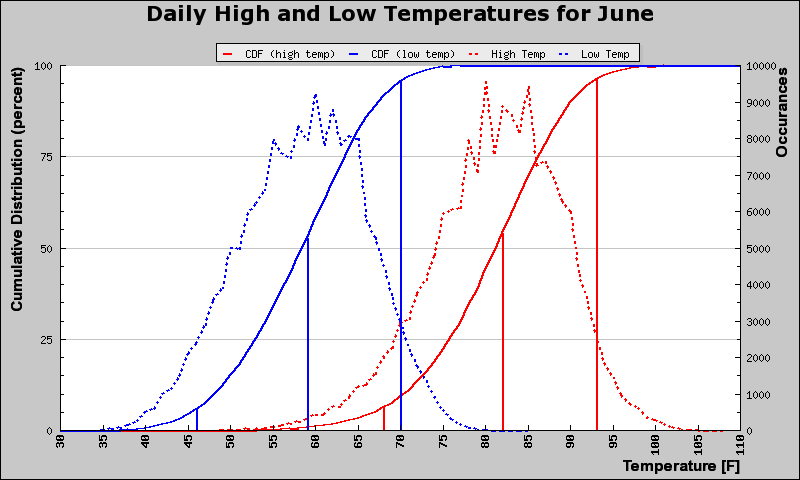 Daily High and Low Temperatures for June
CDF (high temp) CDF (low temp) High Temp Low Temp
Cumulative Distribution (percent)
100
75
50
25
0
Occurances
10000
9000
8000
7000
6000
5000
4000
3000
2000
1000
0
30 35 40 45 50 55 60 65 70 75 80 85 90 95 100 105 110
Temperature [F]